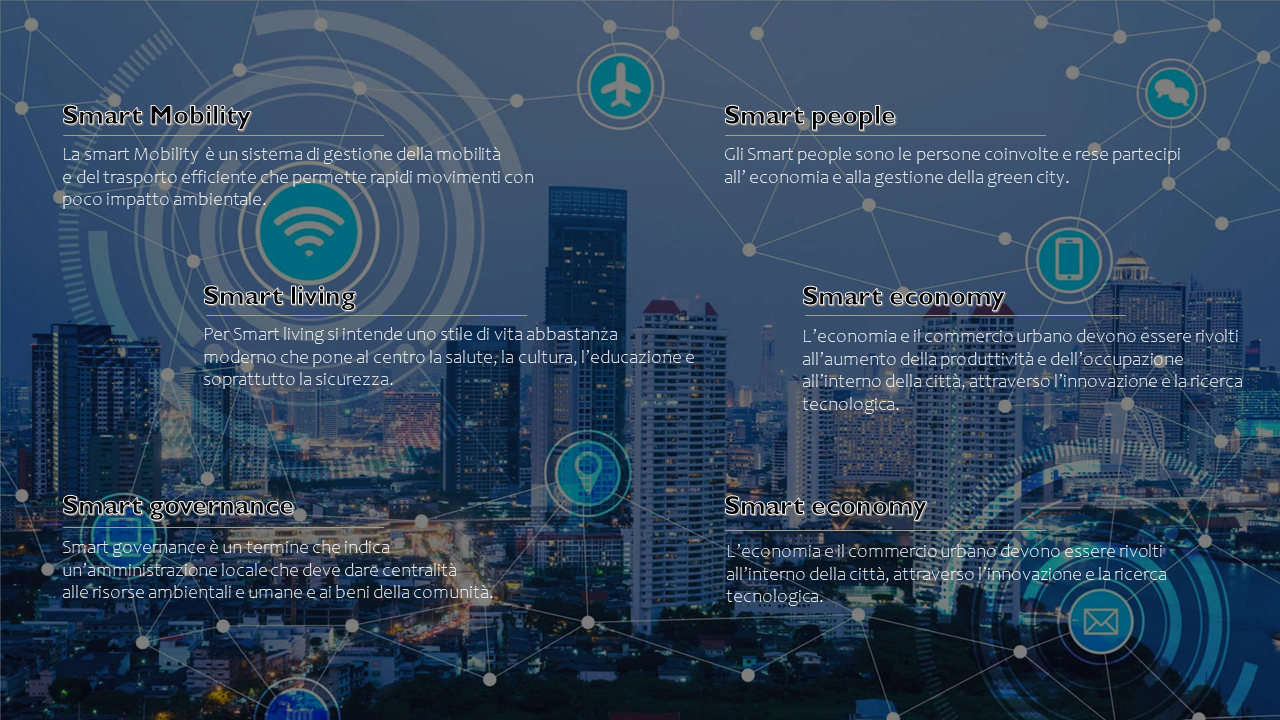 Smart Mobility
La smart Mobility è un sistema di gestione della mobilità
e del trasporto efficiente che permette rapidi movimenti con
poco impatto ambientale.
Smart people
Gli Smart people sono le persone coinvolte e rese partecipi
all’ economia e alla gestione della green city.
Smart living
Per Smart living si intende uno stile di vita abbastanza
moderno che pone al centro la salute, la cultura, l’educazione e
soprattutto la sicurezza.
Smart economy
L’economia e il commercio urbano devono essere rivolti
all’aumento della produttività e dell’occupazione
all’interno della città, attraverso l’innovazione e la ricerca
tecnologica.
Smart governance
Smart governance è un termine che indica
un’amministrazione locale che deve dare centralità
alle risorse ambientali e umane e ai beni della comunità.
Smart economy
L’economia e il commercio urbano devono essere rivolti
all’interno della città, attraverso l’innovazione e la ricerca
tecnologica.